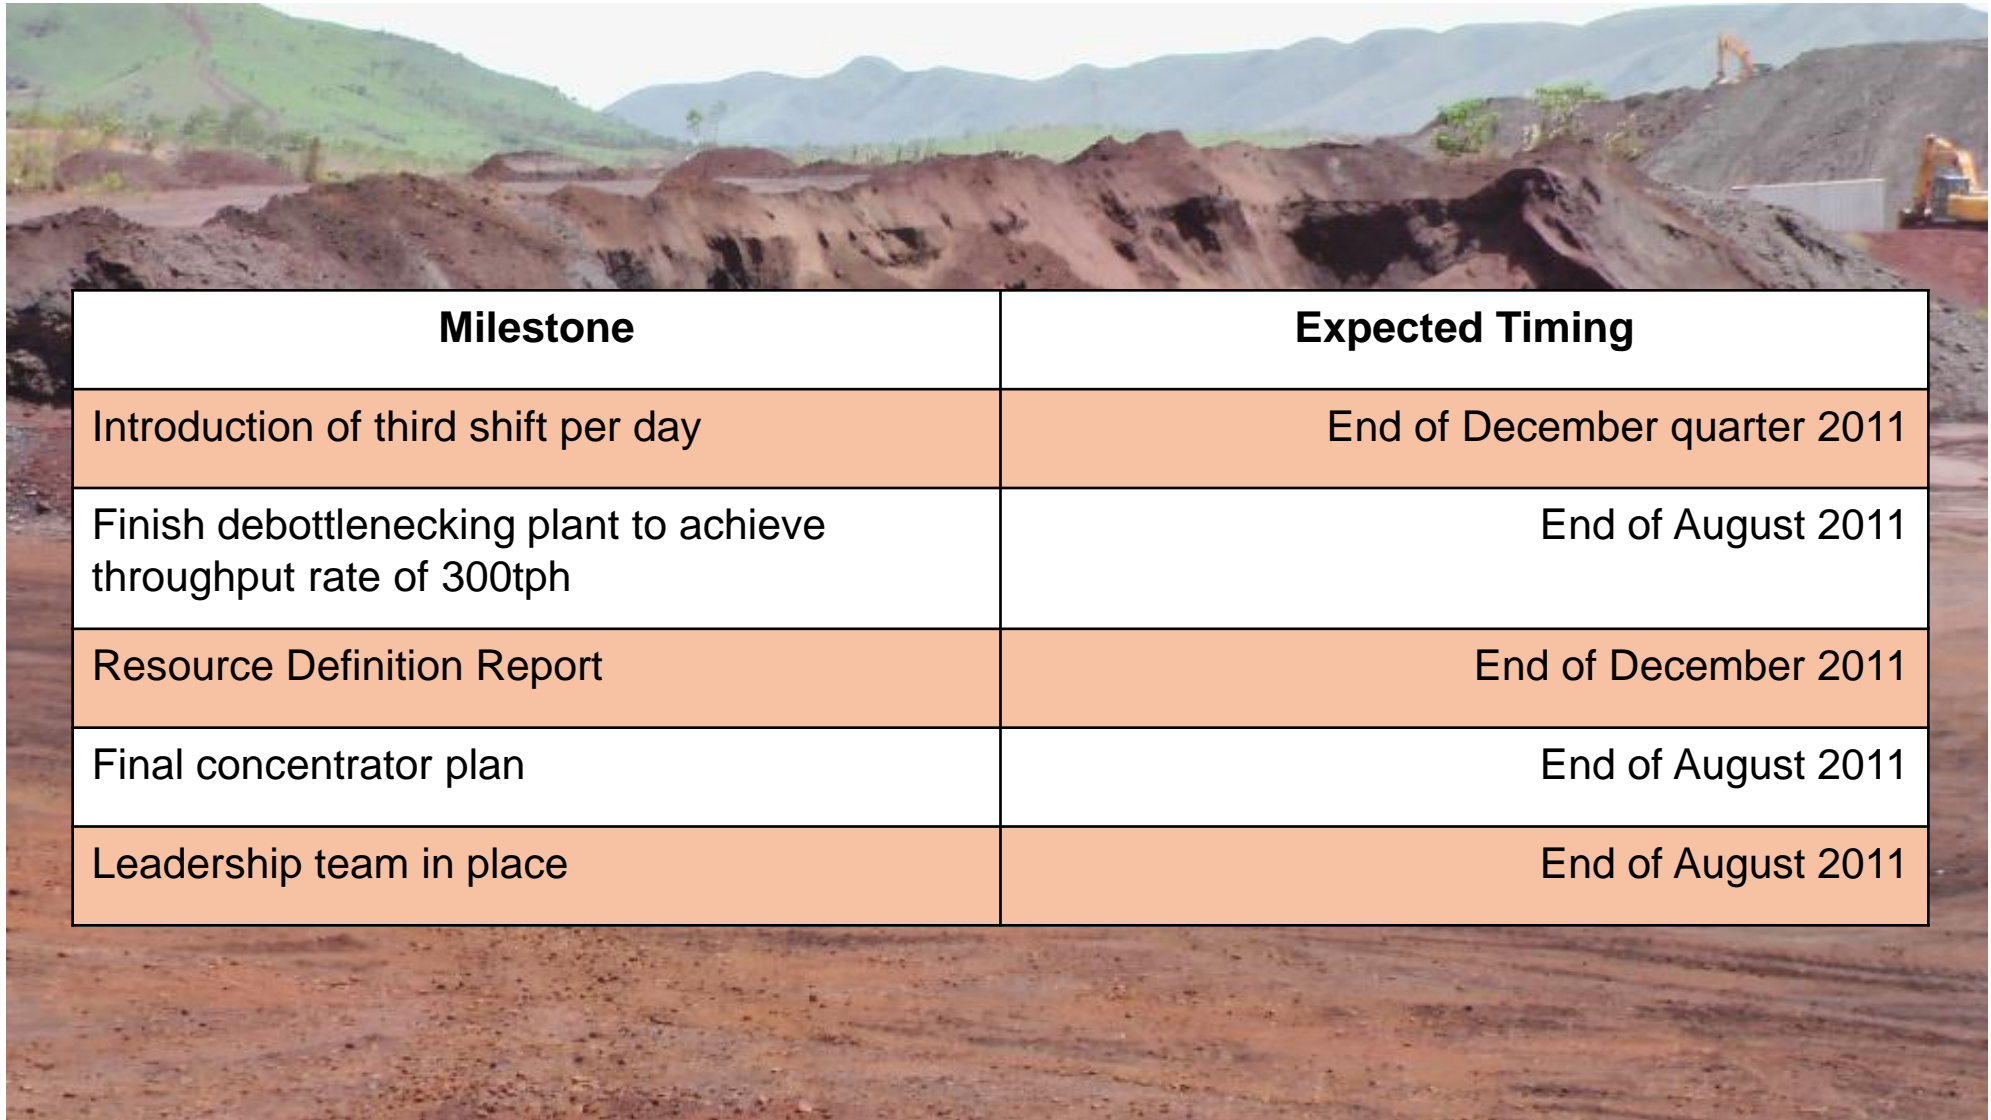 Milestone
Expected Timing
Introduction of third shift per day
End of December quarter 2011
Finish debottlenecking plant to achieve
throughput rate of 300tph
End of August 2011
Resource Definition Report
End of December 2011
Final concentrator plan
End of August 2011
Leadership team in place
End of August 2011